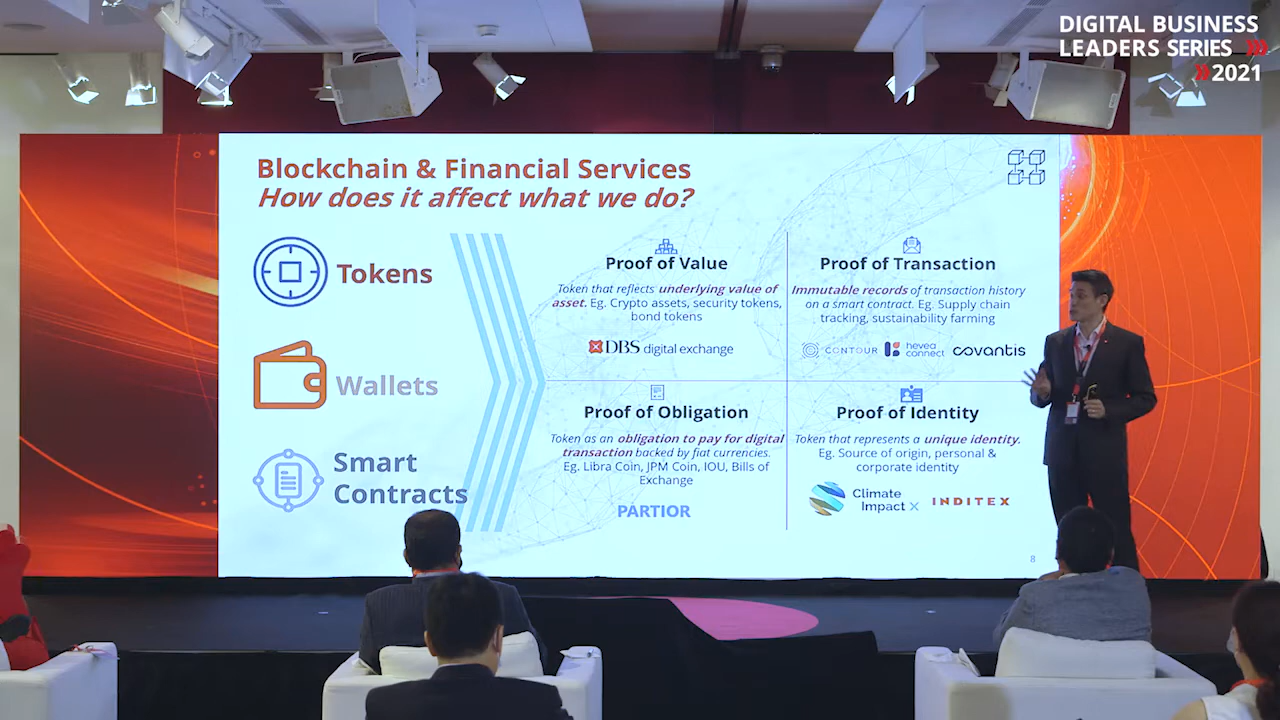 DIGITAL BUSINESS
LEADERS SERIES
2021
Blockchain & Financial Services
How does it affect what we do?
Tokens
Wallets
Smart
Contracts
Proof of Value
Token that reflects underlying value of
asset. Eg. Crypto assets, security tokens,
bond tokens
DBS digital exchange
Proof of Transaction
Immutable records of transaction history
on a smart contract. Eg. Supply chain
tracking, sustainability farming
CONTOUR
hevea
connect
covantis
Proof of Obligation
Token as an obligation to pay for digital
transaction backed by fiat currencies.
Eg. Libra Coin, JPM Coin, IOU, Bills of
Exchange
PARTIOR
Proof of Identity
Token that represents a unique identity.
Eg. Source of origin, personal &
corporate identity
Climate
Impact X
INDITEX
8